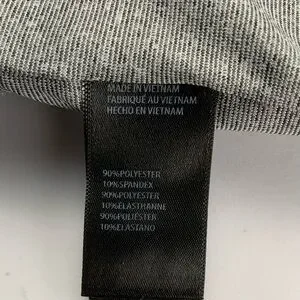 MADE IN VIETNAM
FABRIQUÉ AU VIETNAM
HECHO EN VIETNAM
90%POLYESTER
10%SPANDEX
90%POLYESTER
10%ÉLASTHANNE
90%POLIÉSTER
10%ELASTANO